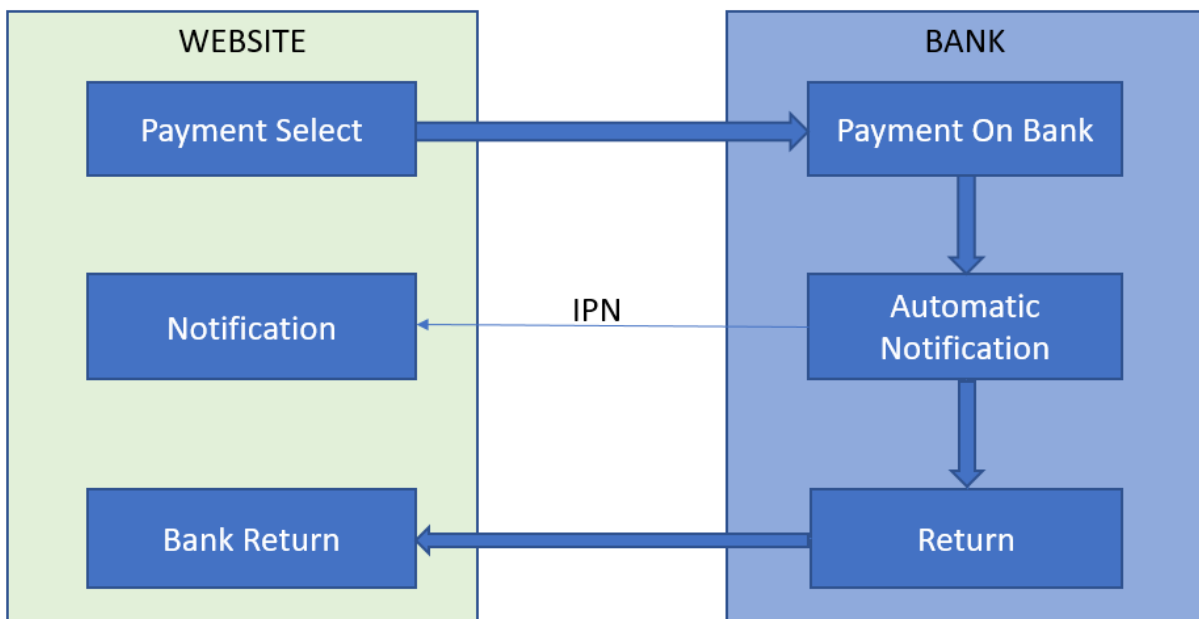 WEBSITE
BANK
Payment Select
Payment On Bank
Notification
IPN
Automatic
Notification
Bank Return
Return